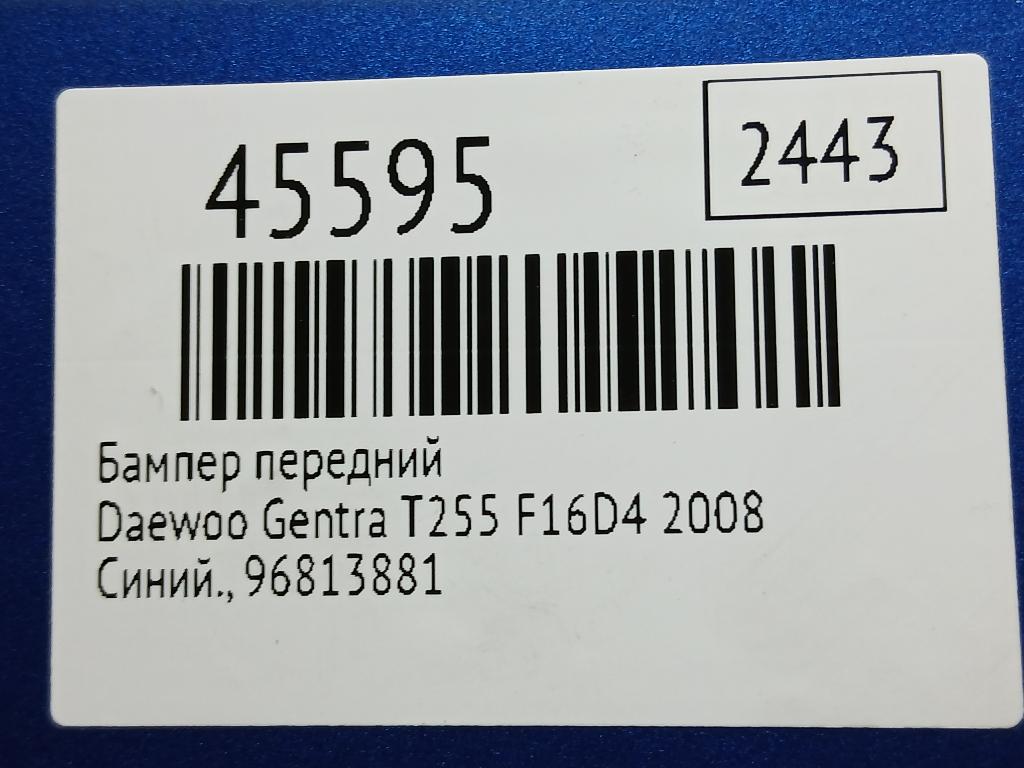 45595
2443
Бампер передний
Daewoo Gentra T255 F16D4 2008
Синий., 96813881